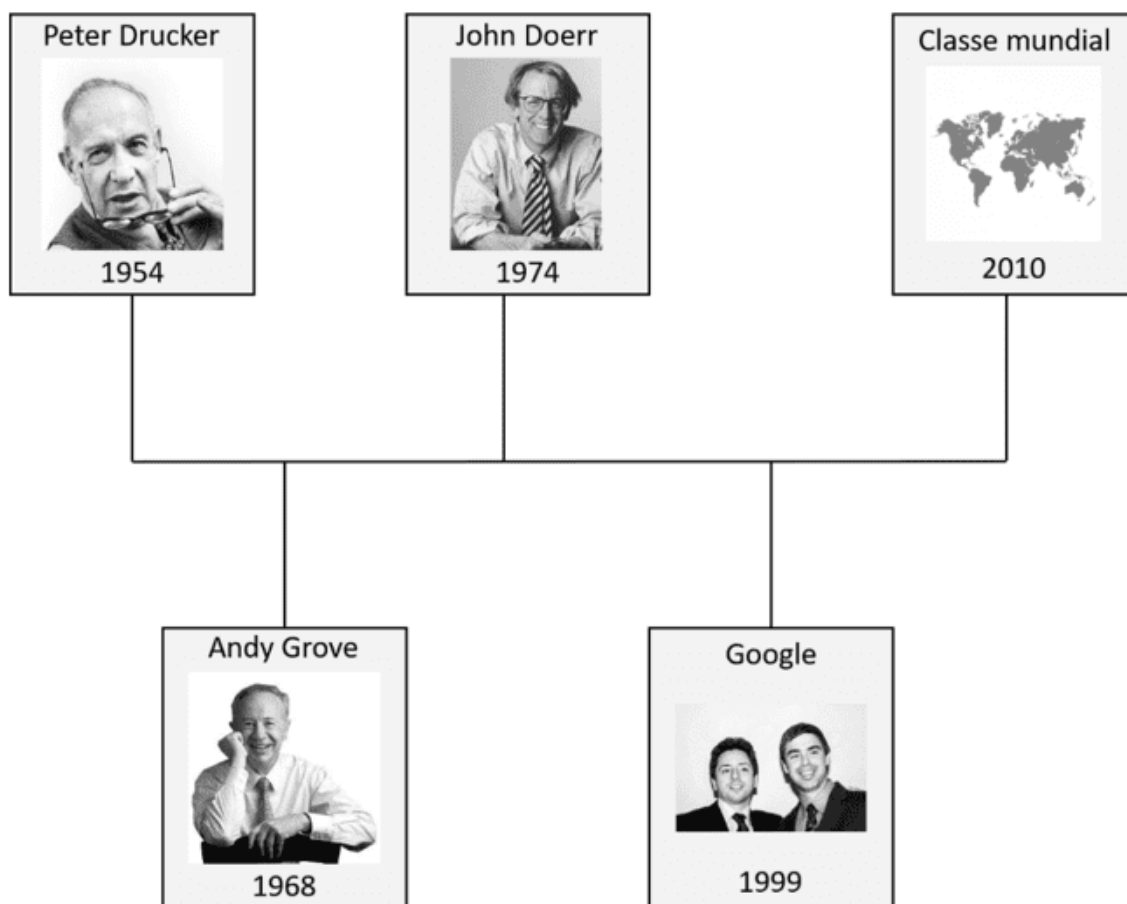 Peter Drucker
1954
John Doerr
1974
Classe mundial
2010
Andy Grove
1968
Google
1999